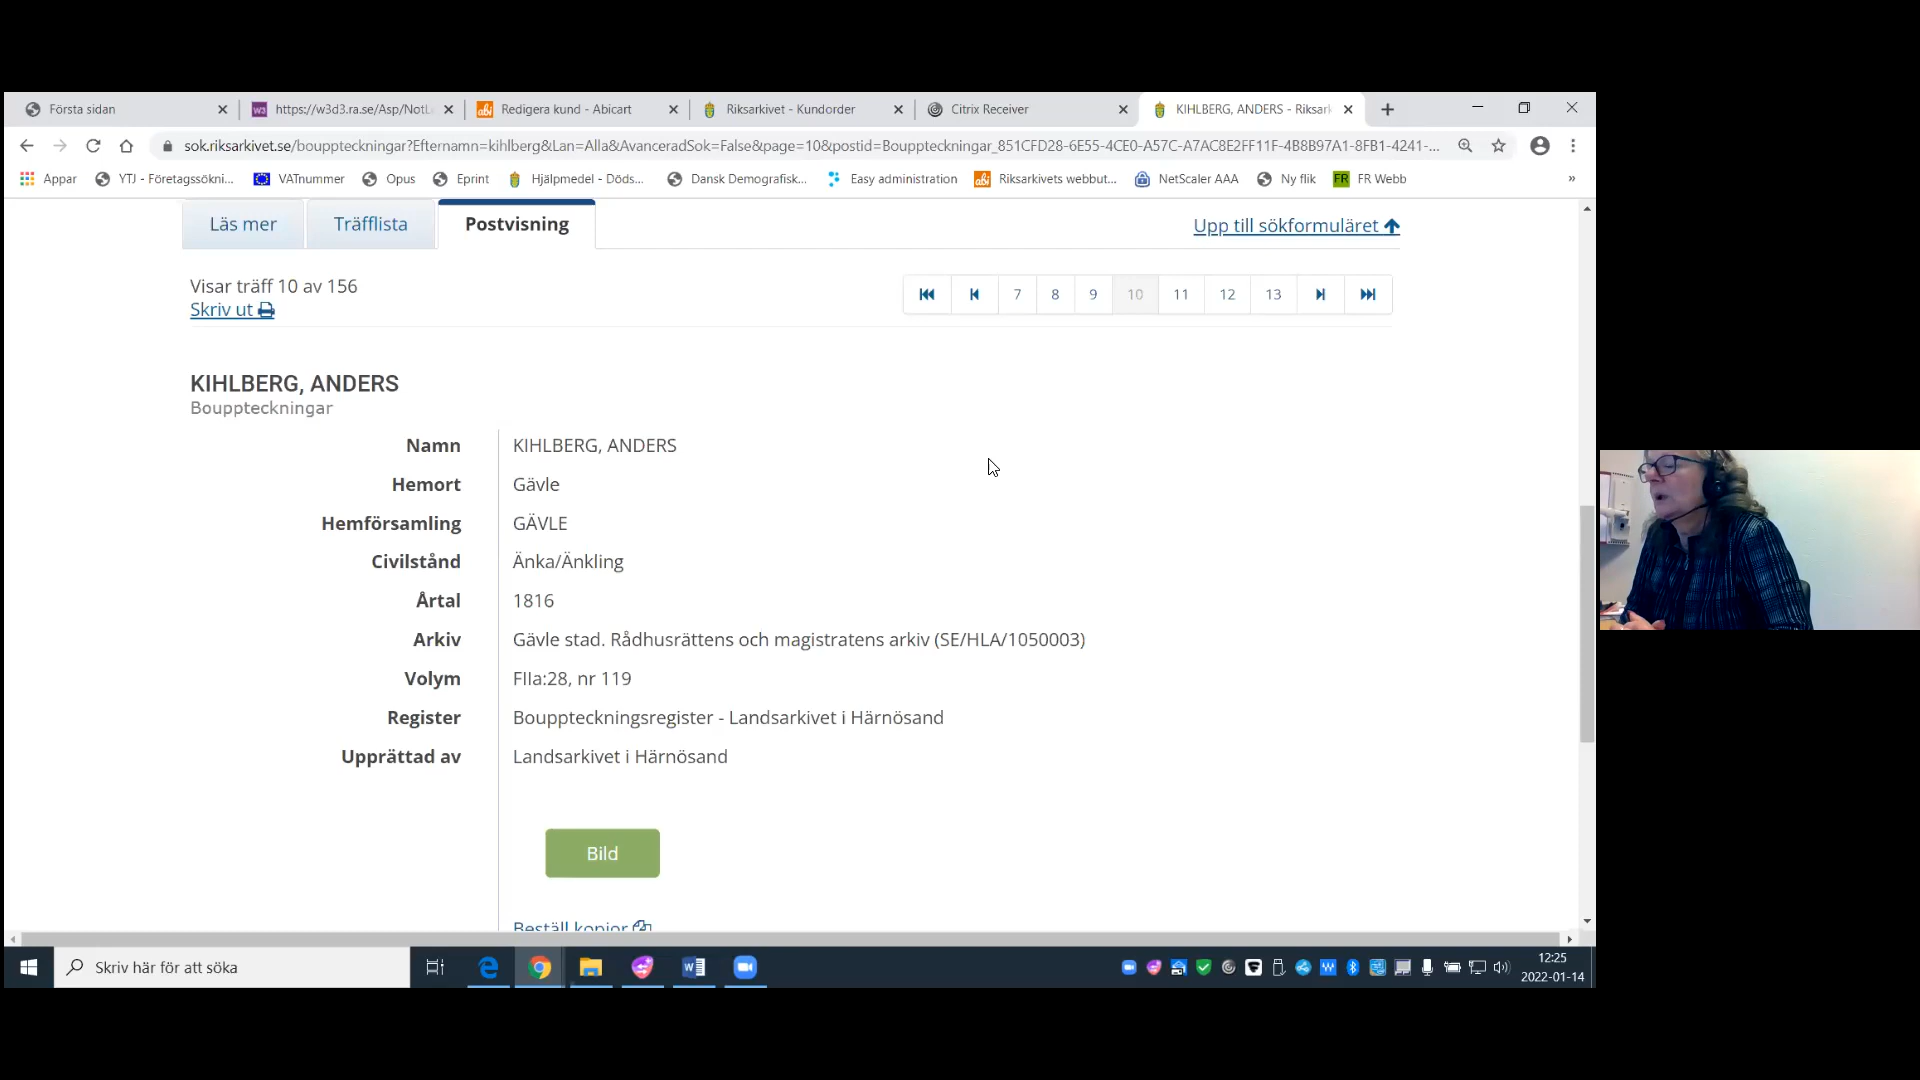 Första sidan
https://w3d3.ra.se/Asp/NotL
Redigera kund - Abicart
Riksarkivet - Kundorder
Citrix Receiver
KIHLBERG, ANDERS - Riksar
sok.riksarkivet.se/bouppteckningar?Efternamn=kihlberg&Lan=Alla&AvanceradSok=False&page=10&postid=Bouppteckningar_851CFD28-6E55-4CE0-A57C-A7AC8E2FF11F-4B8B97A1-8FB1-4241-...
Appar
YTJ - Företagssökni...
VATnummer
Opus
Eprint
Hjälpmedel - Döds...
Dansk Demografisk...
Easy administration
Riksarkivets webbut...
NetScaler AAA
Ny flik
FR FR Webb
»
Läs mer
Träfflista
Postvisning
Upp till sökformuläret
Visar träff 10 av 156
Skriv ut
7 8 9 10 11 12 13
KIHLBERG, ANDERS
Bouppteckningar
Namn KIHLBERG, ANDERS
Hemort Gävle
Hemförsamling GÄVLE
Civilstånd Änka/Änkling
Årtal 1816
Arkiv Gävle stad. Rådhusrättens och magistratens arkiv (SE/HLA/1050003)
Volym FIIa:28, nr 119
Register Bouppteckningsregister - Landsarkivet i Härnösand
Upprättad av Landsarkivet i Härnösand
Bild
Beställ kopior
Skriv här för att söka
12:25
2022-01-14